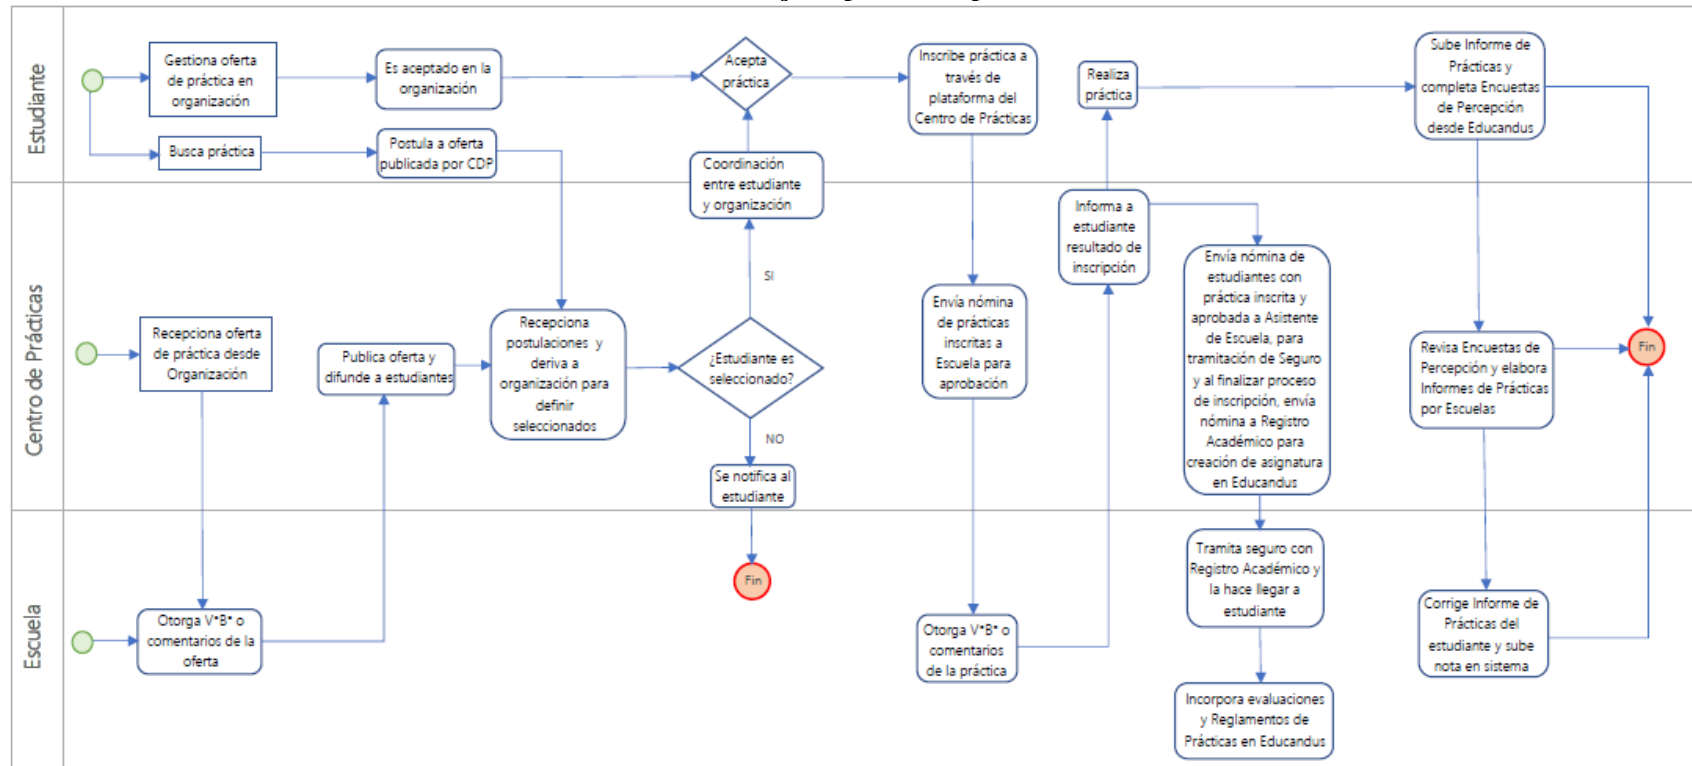 Estudiante
Gestiona oferta
de práctica en
organización
Es aceptado en la
organización
Acepta
práctica
Inscribe práctica a
través de
plataforma del
Centro de Prácticas
Realiza
práctica
Sube Informe de
Prácticas y
completa Encuestas
de Percepción
desde Educandus
Busca práctica
Postula a oferta
publicada por CDP
Coordinación
entre estudiante
y organización
Centro de Prácticas
Recepciona oferta
de práctica desde
Organización
Publica oferta y
difunde a estudiantes
Recepciona
postulaciones y
deriva a
organización para
definir
seleccionados
SI
¿Estudiante es
seleccionado?
NO
Se notifica al
estudiante
Envía nómina
de prácticas
inscritas a
Escuela para
aprobación
Informa a
estudiante
resultado de
inscripción
Envía nómina de
estudiantes con
práctica inscrita y
aprobada a Asistente
de Escuela, para
tramitación de Seguro
y al finalizar proceso
de inscripción, envía
nómina a Registro
Académico para
creación de asignatura
en Educandus
Revisa Encuestas de
Percepción y elabora
Informes de Prácticas
por Escuelas
Fin
Escuela
Otorga V°B° o
comentarios de la
oferta
Fin
Otorga V°B° o
comentarios
de la práctica
Tramita seguro con
Registro Académico y
la hace llegar a
estudiante
Incorpora evaluaciones
y Reglamentos de
Prácticas en Educandus
Corrige Informe de
Prácticas del
estudiante y sube
nota en sistema